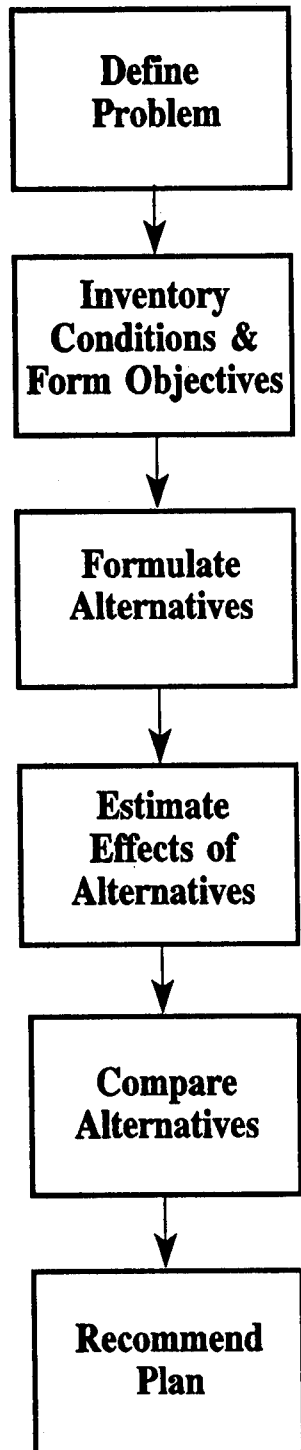 Define
Problem
Inventory
Conditions &
Form Objectives
Formulate
Alternatives
Estimate
Effects of
Alternatives
Compare
Alternatives
Recommend
Plan